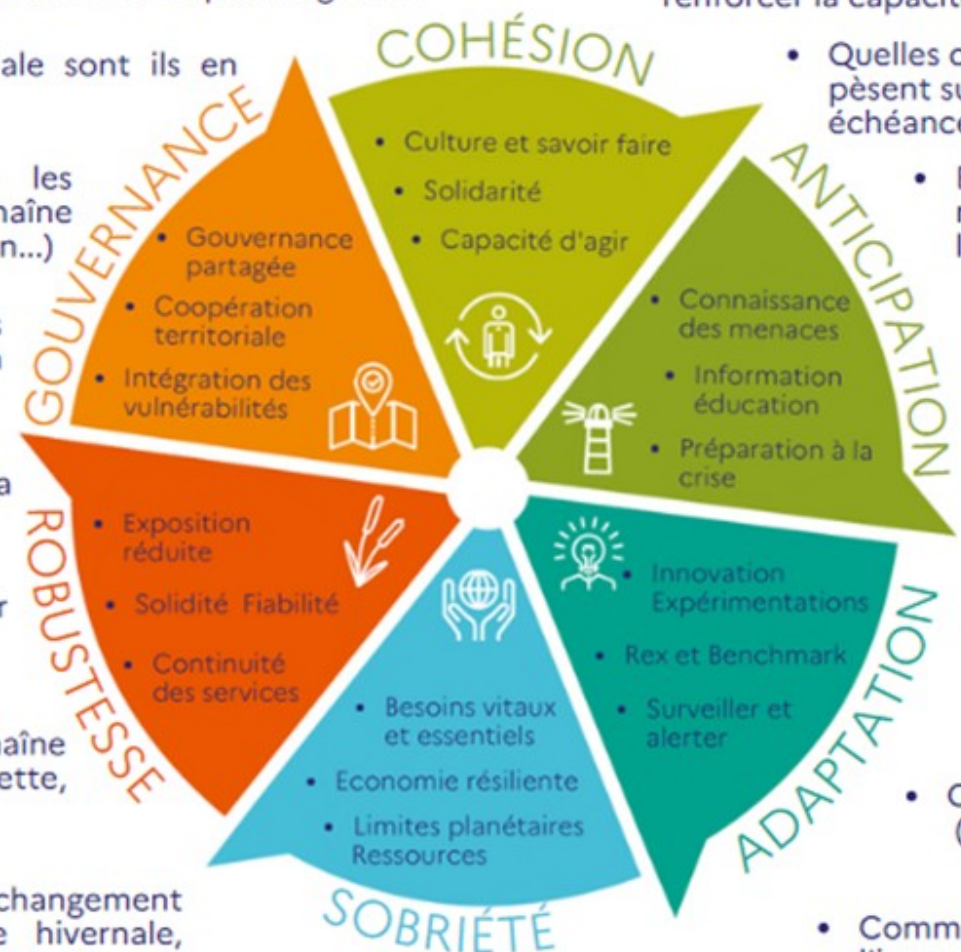 renforcer la capacité
ale sont ils en
les
haîne
n...)
a
r
haîne
ette,
changement
e hivernale,
COHÉSION
• Culture et savoir faire
• Solidarité
• Capacité d'agir
ANTICIPATION
• Connaissance
des menaces
• Information
éducation
• Préparation à la
crise
ADAPTATION
• Innovation
Expérimentations
• Rex et Benchmark
• Surveiller et
alerter
SOBRIÉTÉ
• Besoins vitaux
et essentiels
• Economie résiliente
• Limites planétaires
Ressources
ROBUSTESSE
• Exposition
réduite
• Solidité Fiabilité
• Continuité
des services
GOUVERNANCE
• Gouvernance
partagée
• Coopération
territoriale
• Intégration des
vulnérabilités
• Quelles
pèsent su
échéance
• Comm